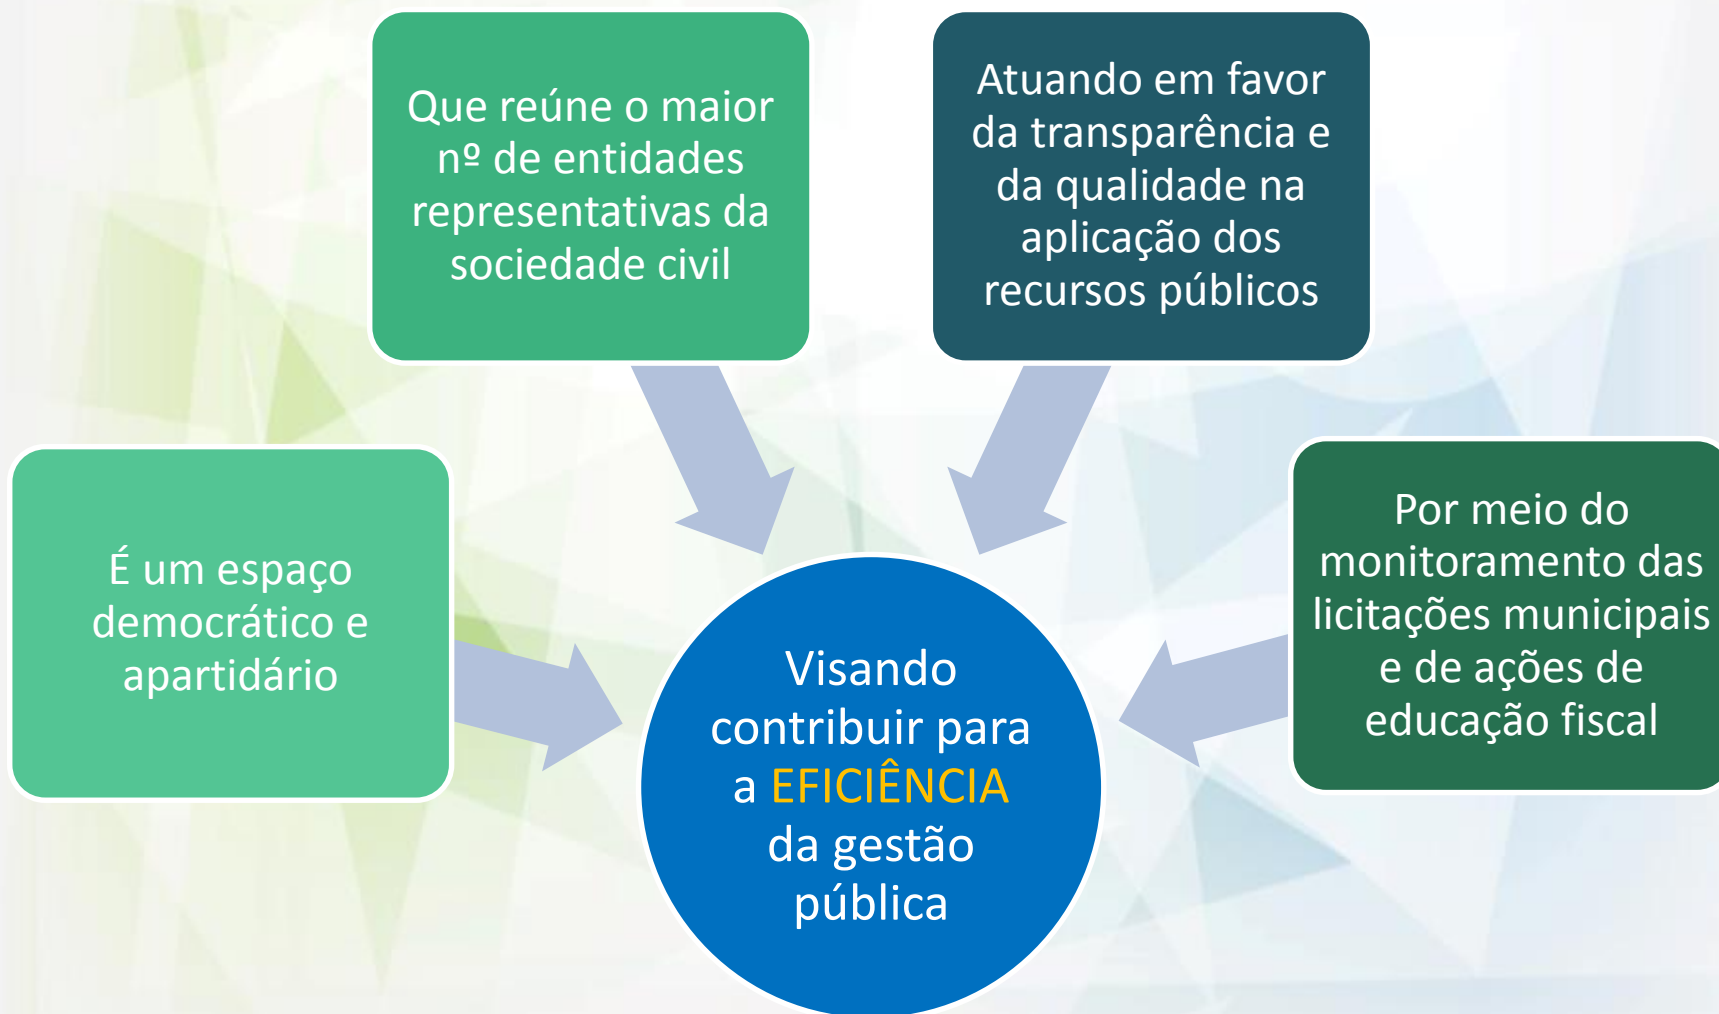 É um espaço
democrático e
apartidário
Que reúne o maior
nº de entidades
representativas da
sociedade civil
Atuando em favor
da transparência e
da qualidade na
aplicação dos
recursos públicos
Por meio do
monitoramento das
licitações municipais
e de ações de
educação fiscal
Visando
contribuir para
a EFICIÊNCIA
da gestão
pública